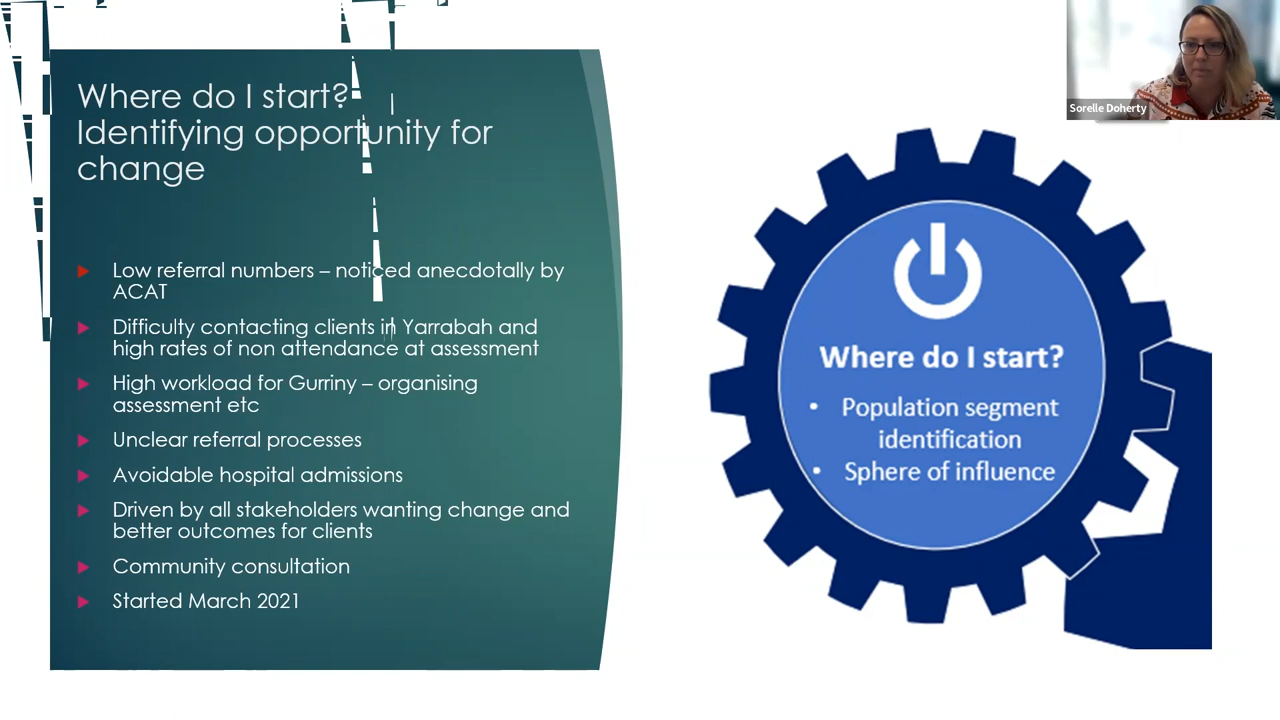 Where do I start?
Identifying opportunity for
change
Low referral numbers – noticed anecdotally by
ACAT
Difficulty contacting clients in Yarrabah and
high rates of non attendance at assessment
High workload for Gurriny – organising
assessment etc
Unclear referral processes
Avoidable hospital admissions
Driven by all stakeholders wanting change and
better outcomes for clients
Community consultation
Started March 2021
Where do I start?
• Population segment
identification
• Sphere of influence
Sorelle Doherty